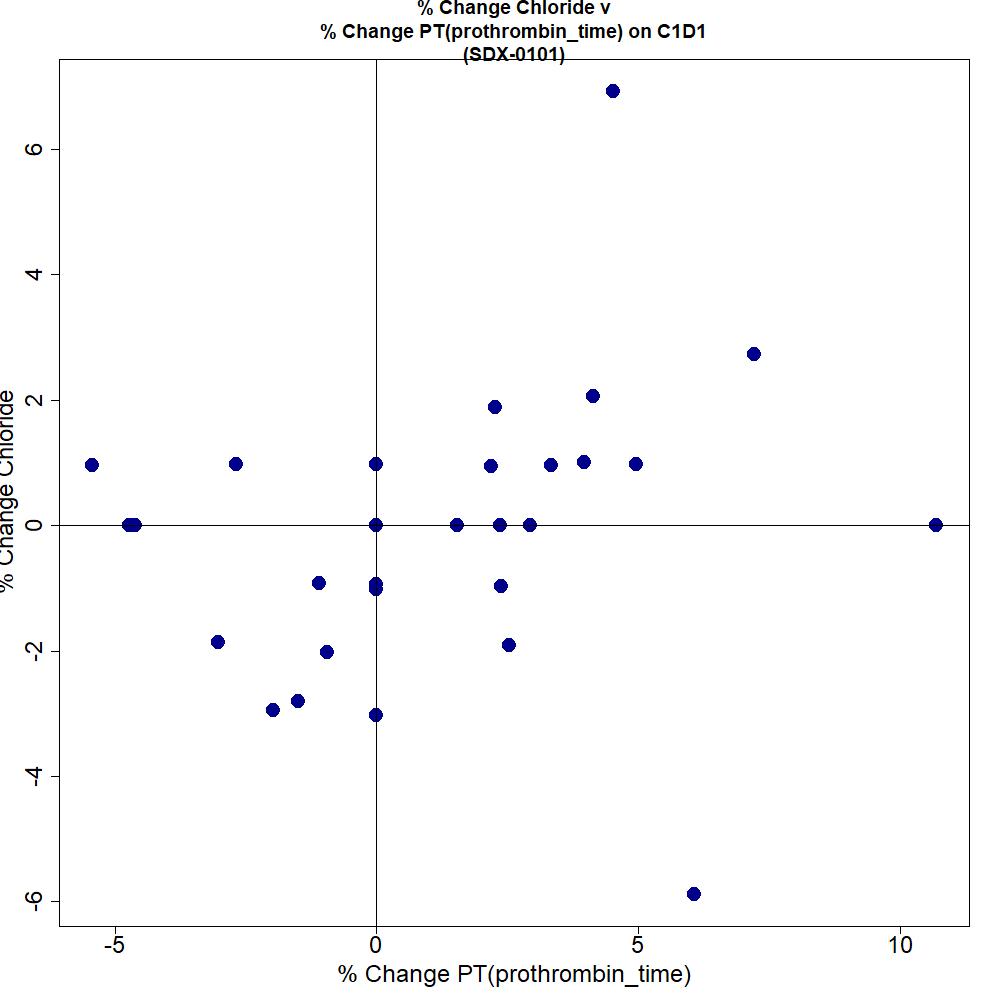 % Change Chloride v
% Change PT(prothrombin_time) on C1D1
(SDX-0101)
% Change Chloride
6
4
2
0
-2
-4
-6
-5
0
5
10
% Change PT(prothrombin_time)